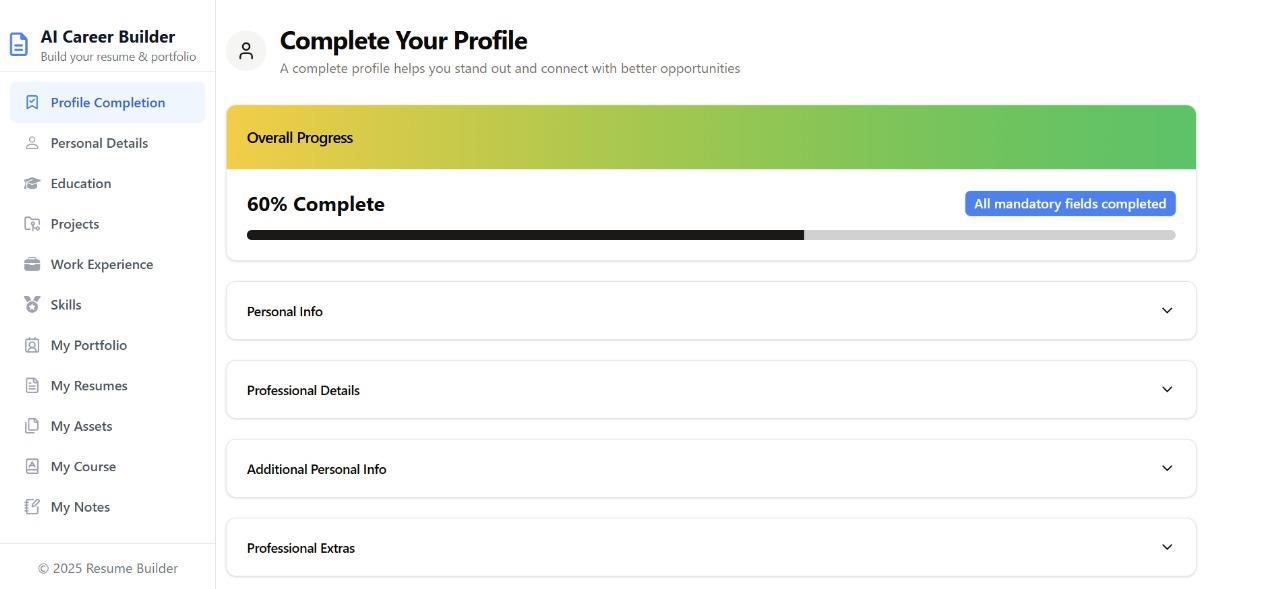 AI Career Builder
Build your resume & portfolio
Profile Completion
Personal Details
Education
Projects
Work Experience
Skills
My Portfolio
My Resumes
My Assets
My Course
My Notes
© 2025 Resume Builder
Complete Your Profile
A complete profile helps you stand out and connect with better opportunities
Overall Progress
60% Complete
All mandatory fields completed
Personal Info
Professional Details
Additional Personal Info
Professional Extras